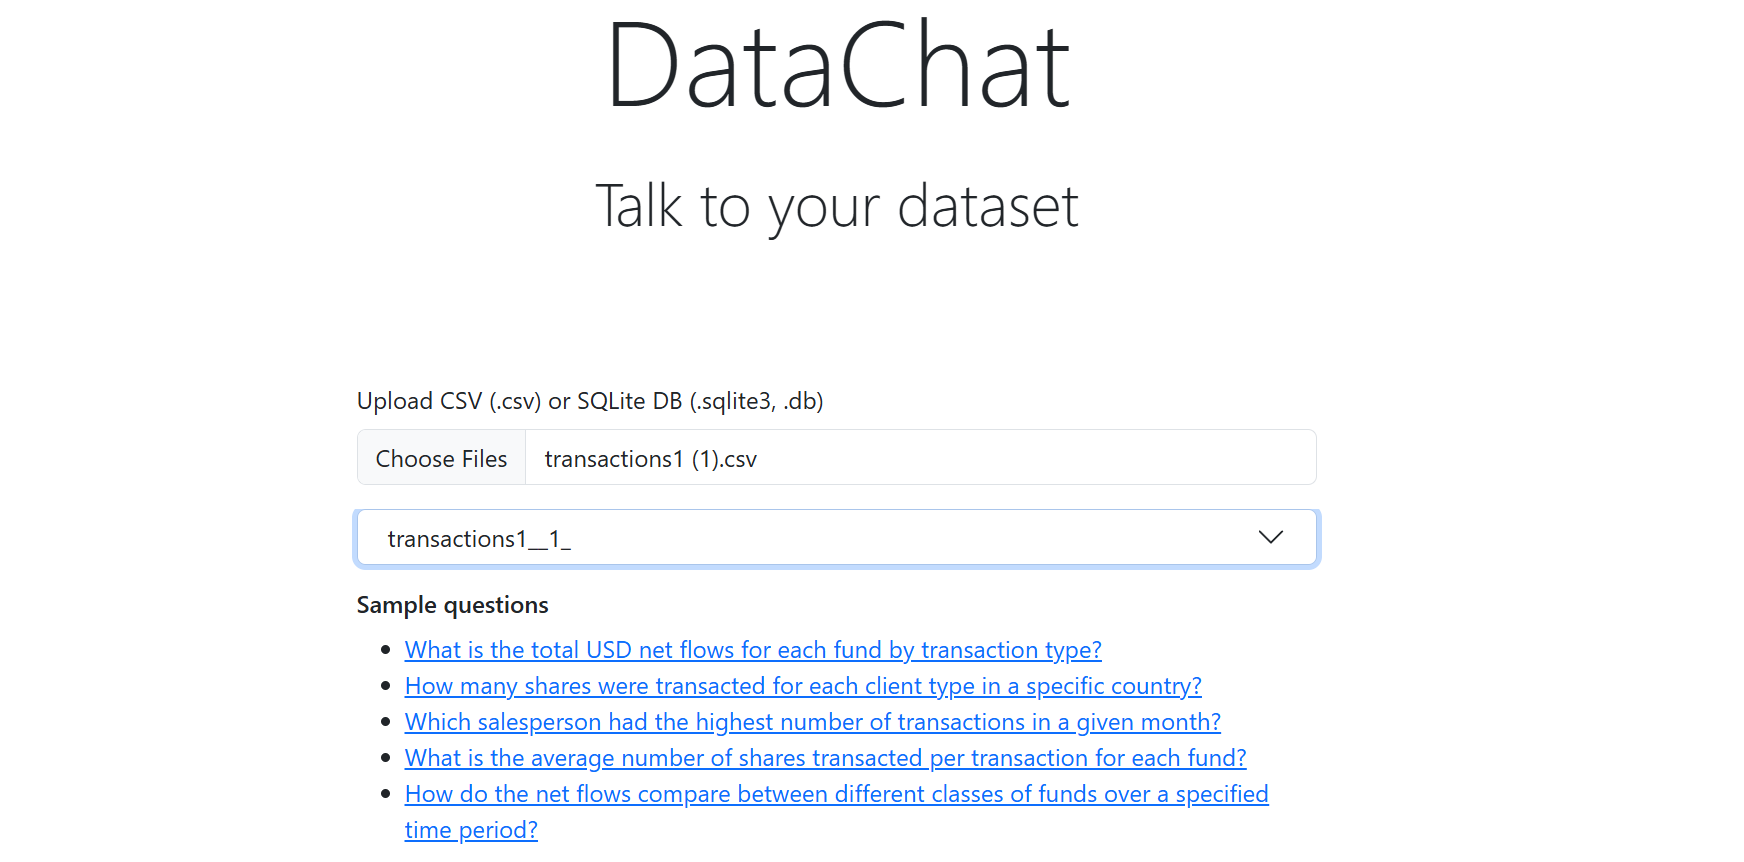 DataChat
Talk to your dataset
Upload CSV (.csv) or SQLite DB (.sqlite3, .db)
Choose Files transactions1 (1).csv
transactions1__1_
Sample questions
What is the total USD net flows for each fund by transaction type?
How many shares were transacted for each client type in a specific country?
Which salesperson had the highest number of transactions in a given month?
What is the average number of shares transacted per transaction for each fund?
How do the net flows compare between different classes of funds over a specified
time period?